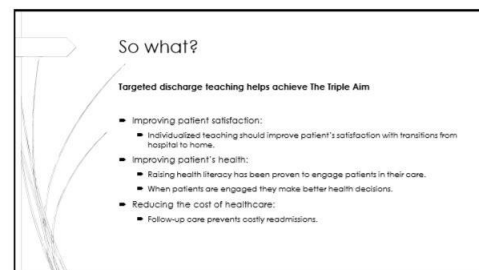 So what?
Targeted discharge teaching helps achieve The Triple Aim
Improving patient satisfaction:
Individualized teaching should improve patient's satisfaction with transitions from
hospital to home.
Improving patient's health:
Raising health literacy has been proven to engage patients in their care.
When patients are engaged they make better health decisions.
Reducing the cost of healthcare:
Follow-up care prevents costly readmissions.